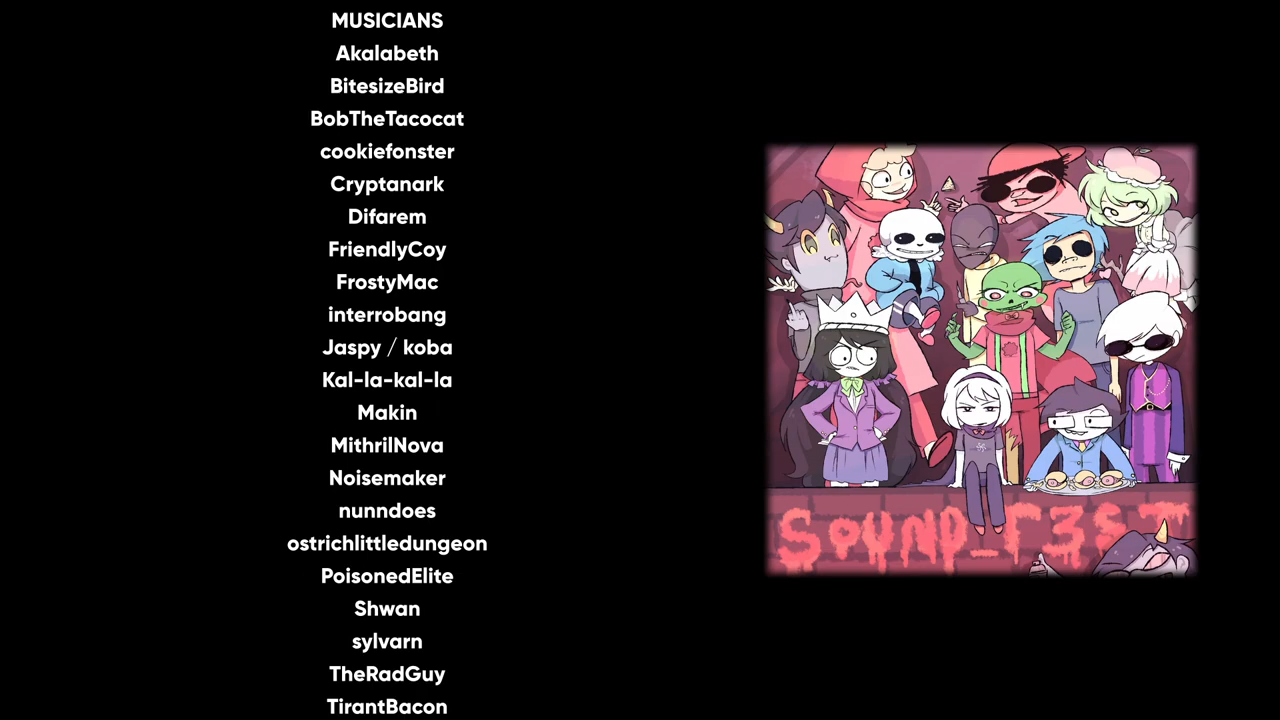 MUSICIANS
Akalabeth
BitesizeBird
BobTheTacocat
cookiefonster
Cryptanark
Difarem
FriendlyCoy
FrostyMac
interrobang
Jaspy / koba
Kal-la-kal-la
Makin
MithrilNova
Noisemaker
nunndoes
ostrichlittledungeon
PoisonedElite
Shwan
sylvarn
TheRadGuy
TirantBacon
SOUND_T3ST